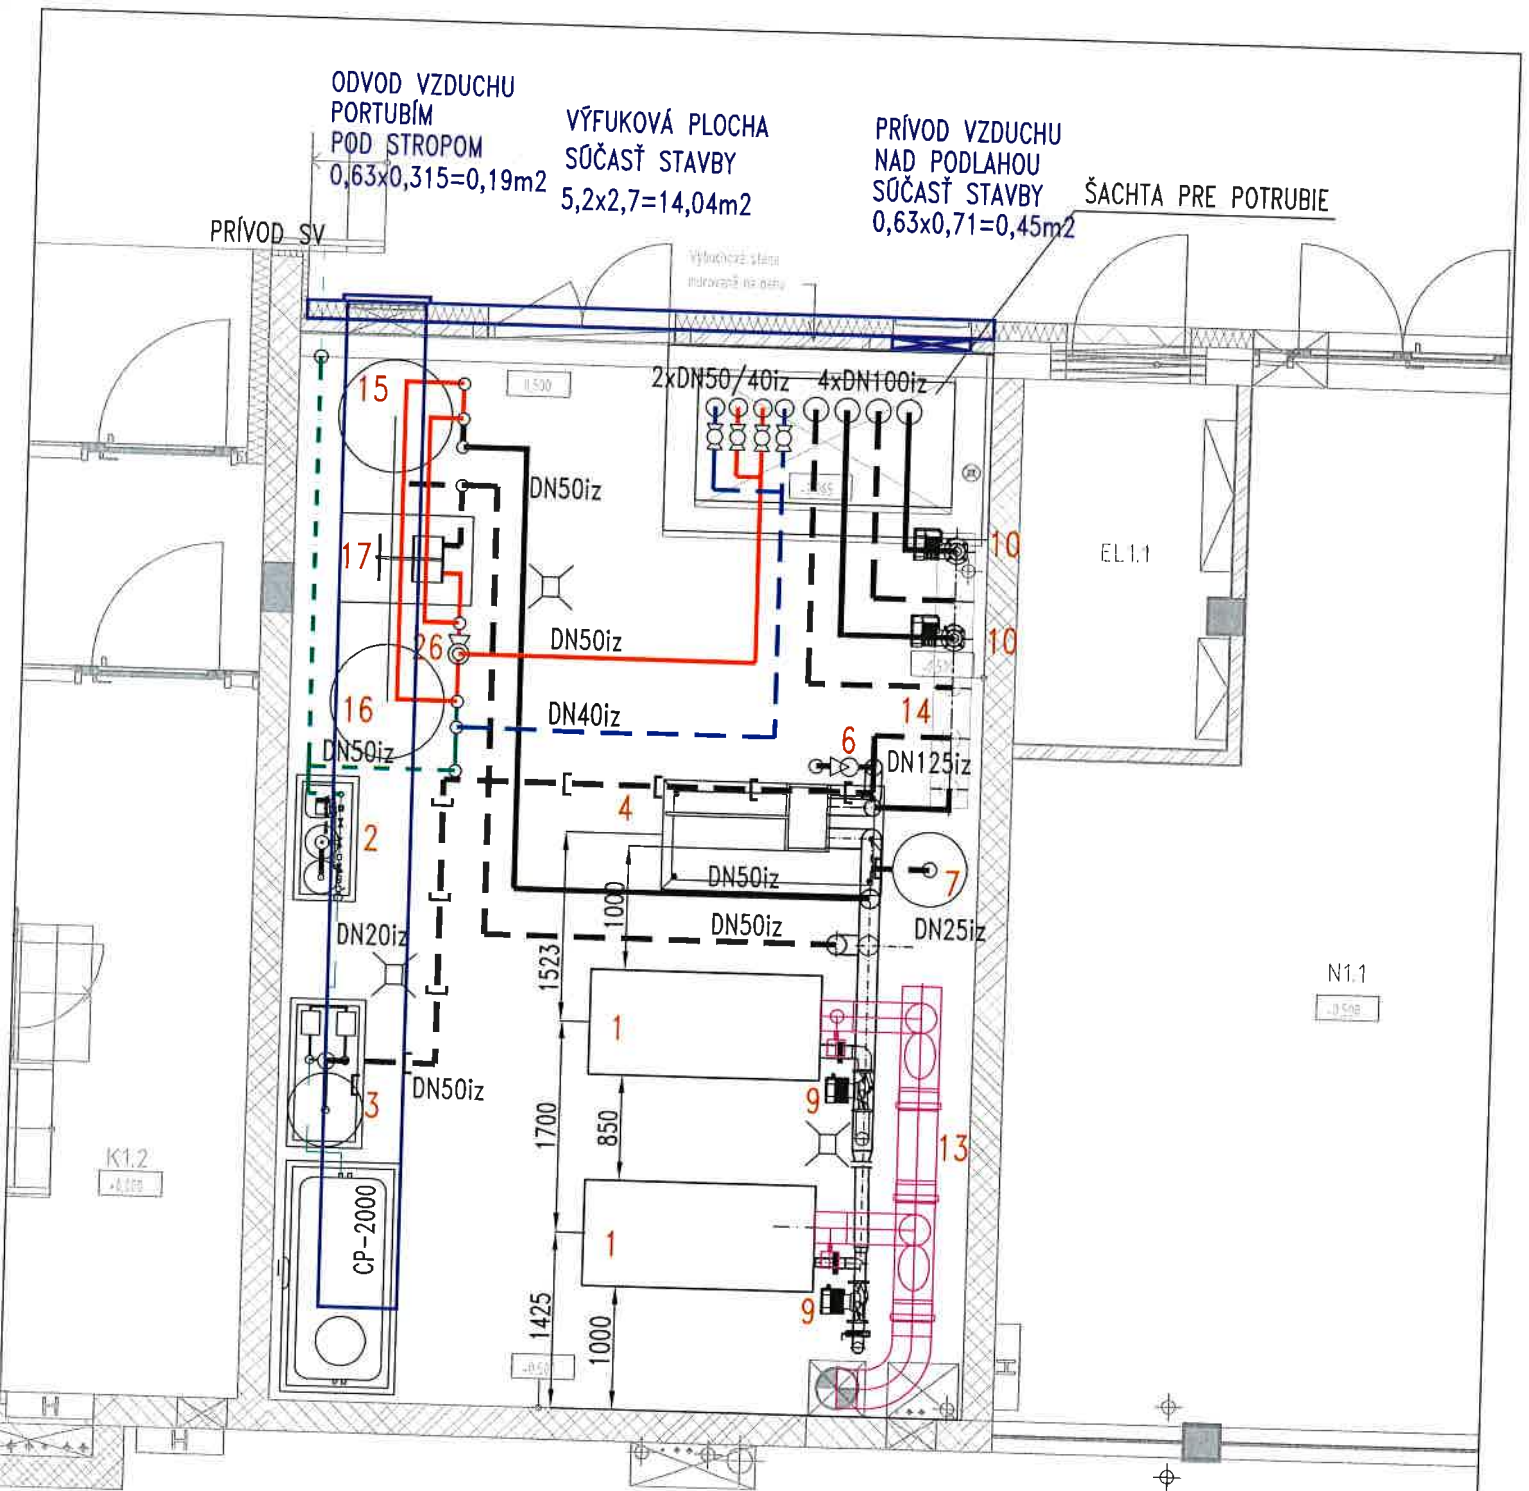 ODVOD VZDUCHU
PORTUBÍM
POD STROPOM
0,63x0,315=0,19m2
VÝFUKOVÁ PLOCHA
SÚČASŤ STAVBY
5,2x2,7=14,04m2
PRÍVOD VZDUCHU
NAD PODLAHOU
SÚČASŤ STAVBY
0,63x0,71=0,45m2
ŠACHTA PRE POTRUBIE
PRÍVOD SV
2xDN50/40iz
4xDN100iz
15
DN50iz
17
10
EL1.1
26
DN50iz
10
16
DN40iz
14
DN50iz
6
DN125iz
4
2
1000
DN50iz
7
DN20iz
DN50iz
DN25iz
1523
N1.1
1
DN50iz
3
1700
850
9
13
K1.2
CP-2000
1
1425
1000
9
H
H
H